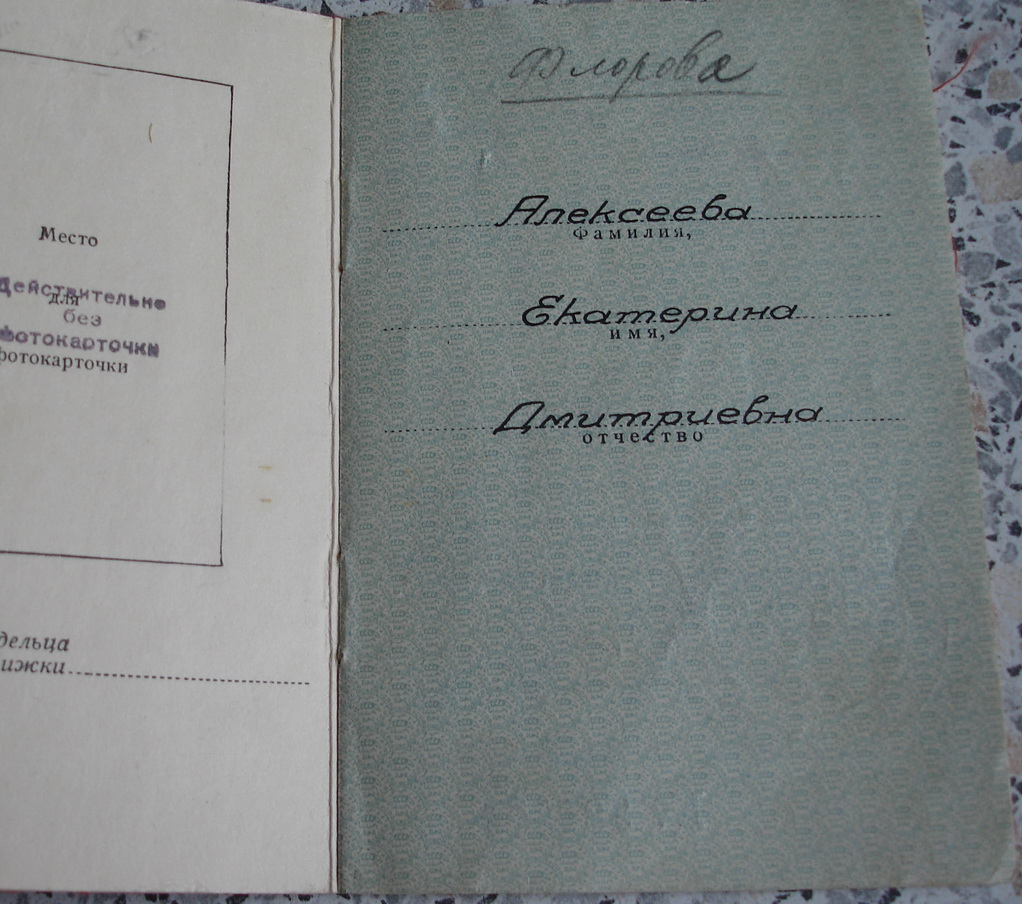 Место
Действительно
для
без
фотокарточки
фотокарточки
дельца
ижки
Флорова
Алексеева
фамилия,
Екатерина
имя,
Дмитриевна
отчество